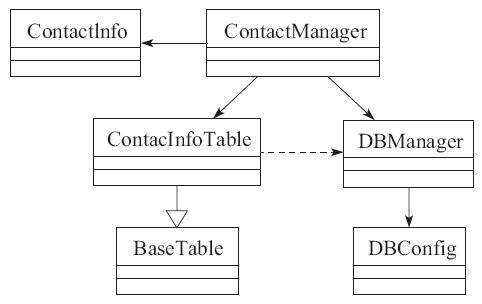 ContactInfo
ContactManager
ContacInfoTable
DBManager
BaseTable
DBConfig